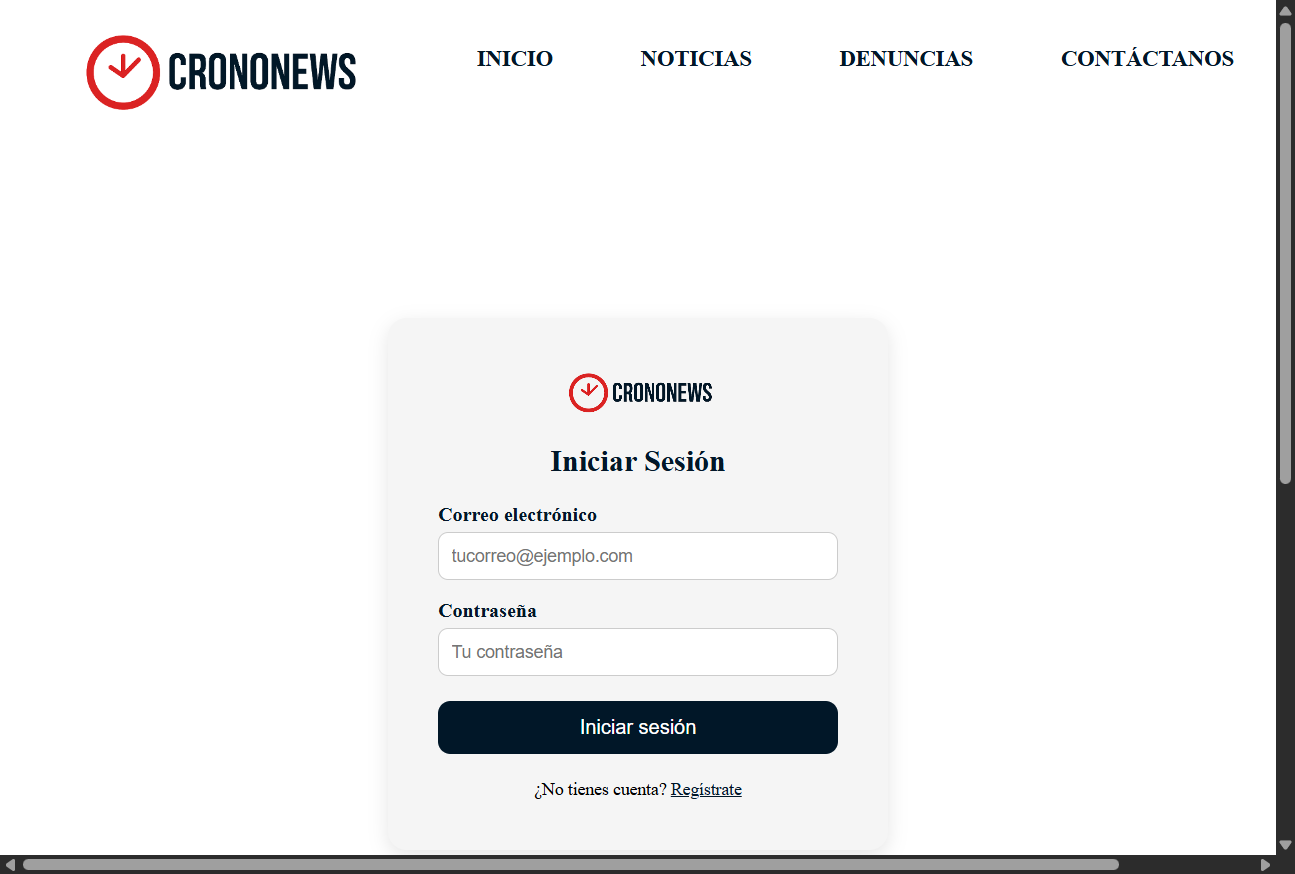 CRONONEWS
INICIO NOTICIAS DENUNCIAS CONTÁCTANOS
CRONONEWS
Iniciar Sesión
Correo electrónico
tucorreo@ejemplo.com
Contraseña
Tu contraseña
Iniciar sesión
¿No tienes cuenta? Regístrate